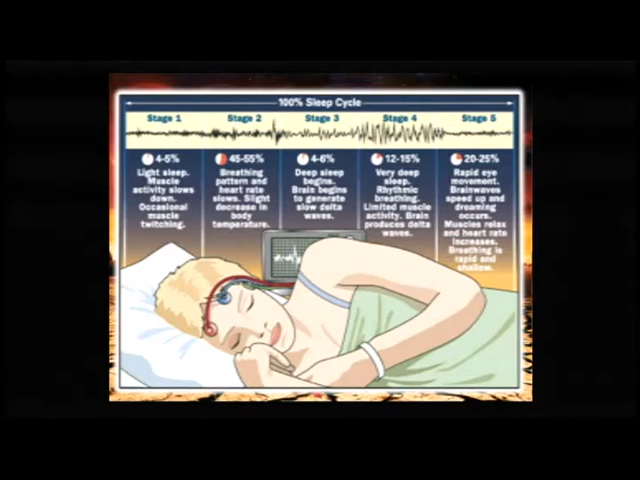 100% Sleep Cycle
Stage 1 Stage 2 Stage 3 Stage 4 Stage 5
4-5%
Light sleep.
Muscle
activity slows
down.
Occasional
muscle
twitching.
45-55%
Breathing
pattern and
heart rate
slows. Slight
decrease in
body
temperature.
4-6%
Deep sleep
begins.
Brain begins
to generate
slow delta
waves.
12-15%
Very deep
sleep.
Rhythmic
breathing.
Limited muscle
activity. Brain
produces delta
waves.
20-25%
Rapid eye
movement.
Brainwaves
speed up and
dreaming
occurs.
Muscles relax
and heart rate
increases.
Breathing is
rapid and
shallow.